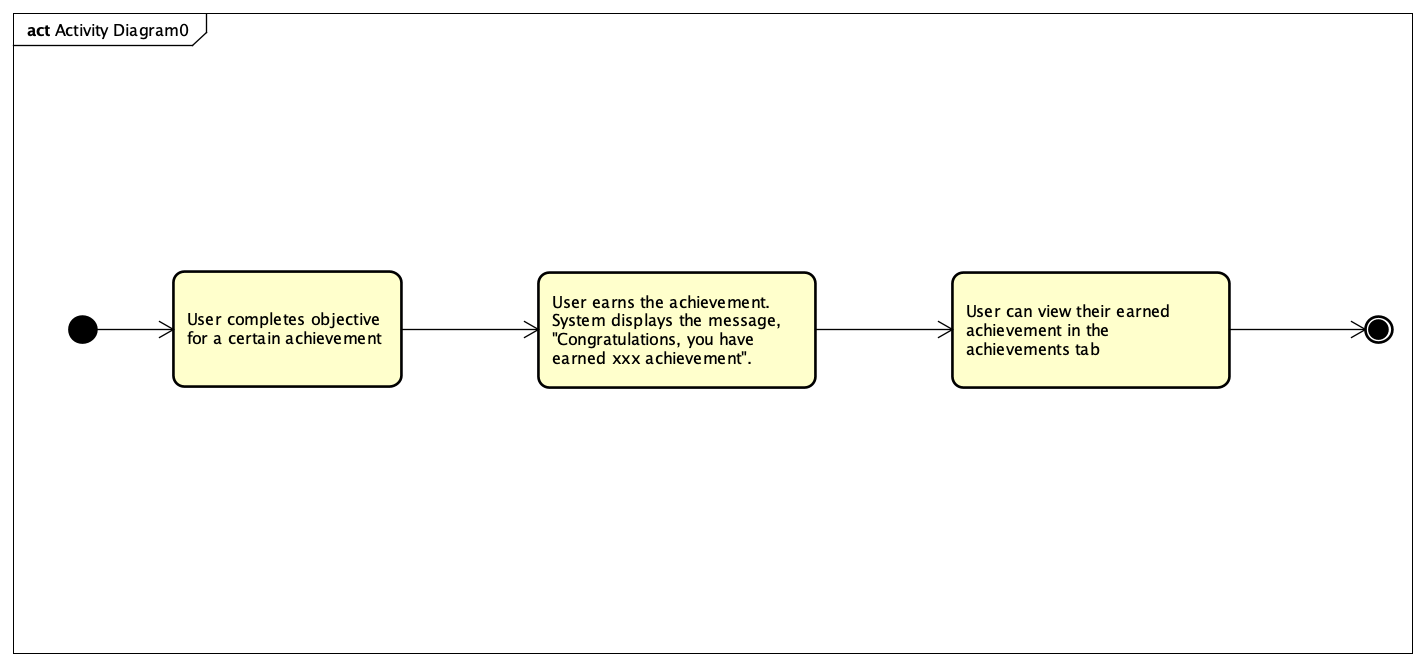 act Activity Diagram0
User completes objective
for a certain achievement
User earns the achievement.
System displays the message,
"Congratulations, you have
earned xxx achievement".
User can view their earned
achievement in the
achievements tab